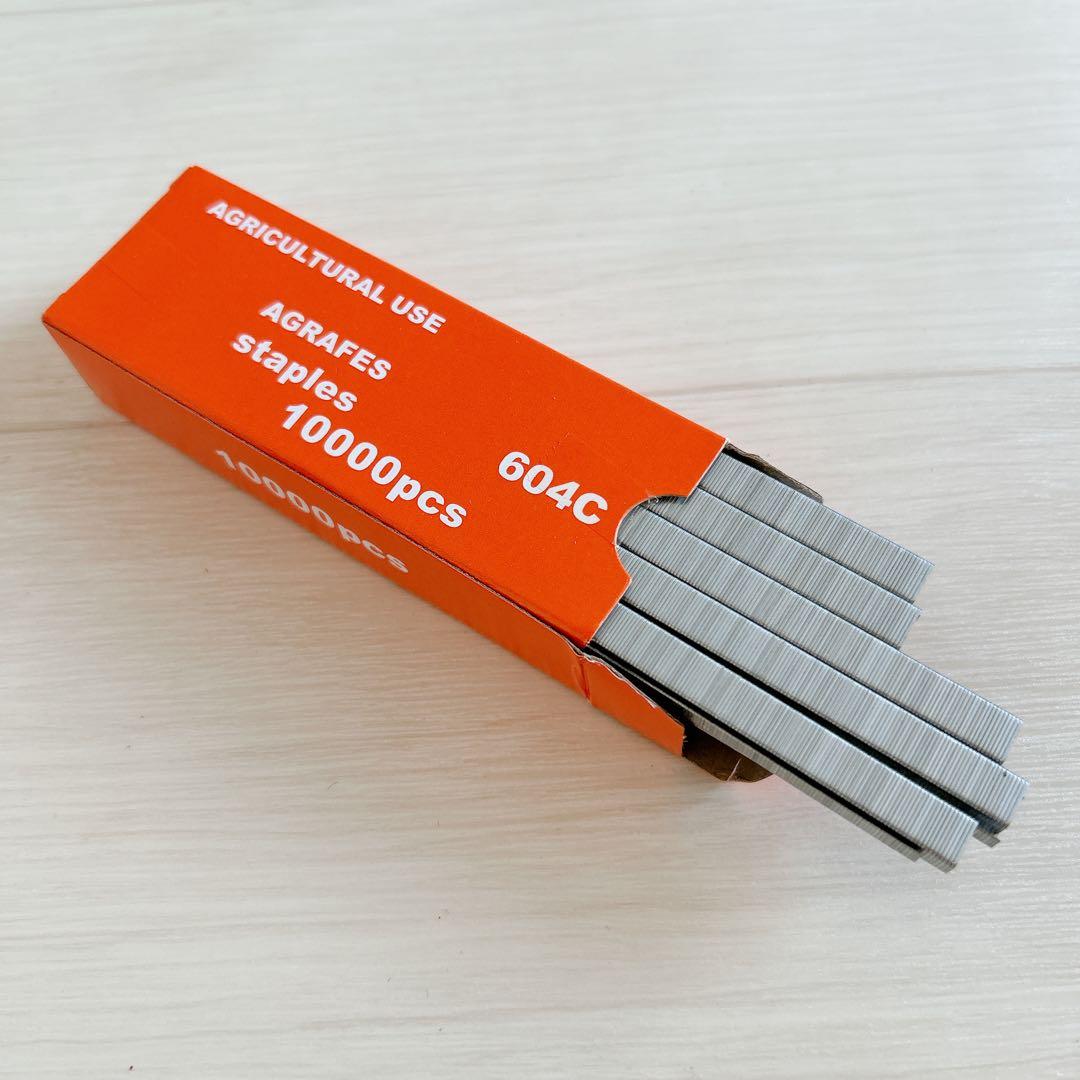 AGRICULTURAL USE
AGRAFES
staples
10000pcs
604C
10000pcs